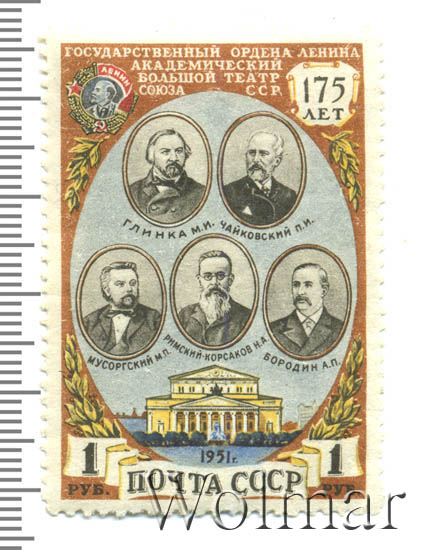 ГОСУДАРСТВЕННЫЙ ОРДЕНА ЛЕНИНА
АКАДЕМИЧЕСКИЙ
БОЛЬШОЙ ТЕАТР
СОЮЗА ССР
ЛЕНИН
175
ЛЕТ
ГЛИНКА М.И.
ЧАЙКОВСКИЙ П.И.
МУСОРГСКИЙ М.П.
РИМСКИЙ-КОРСАКОВ Н.А
БОРОДИН А.П.
1951г.
1
РУБ.
ПОЧТА СССР
1
РУБ.
Wolmar